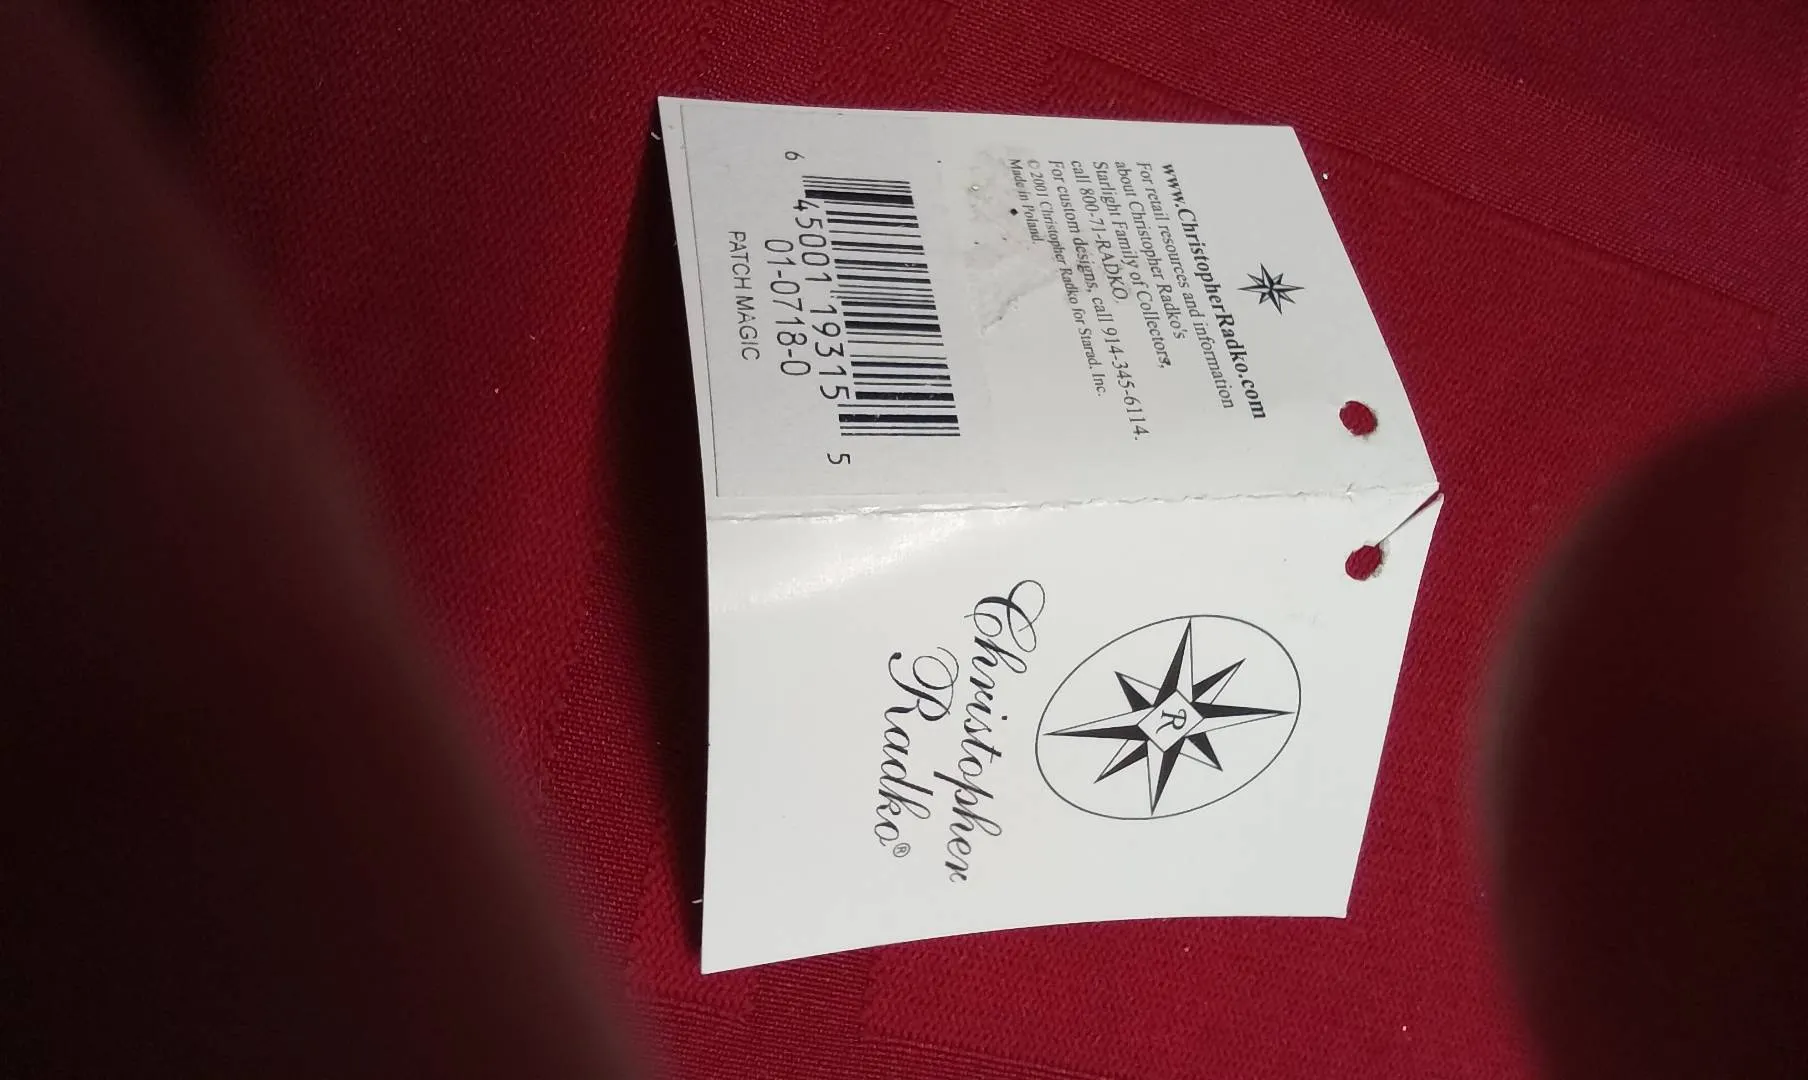 www.ChristopherRadko.com
For retail resources and information
about Christopher Radko's
Starlight Family of Collectors,
call 800-71-RADKO.
For custom designs, call 914-345-6114.
© 2001 Christopher Radko for Starad, Inc.
Made in Poland.
6 45001 19315 5
01-0718-0
PATCH MAGIC
R
Christopher
Radko®